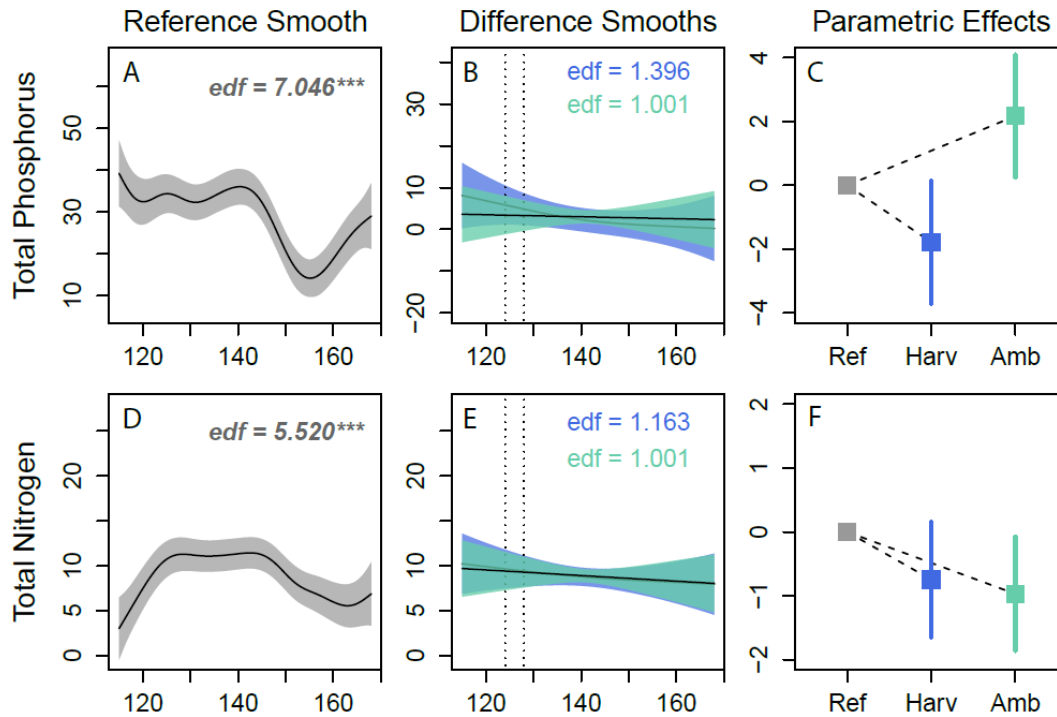 Reference Smooth
Difference Smooths
Parametric Effects
Total Phosphorus
A
edf = 7.046***
10
30
50
120
140
160
B
edf = 1.396
edf = 1.001
−20
0
10
30
120
140
160
C
−4
−2
0
2
4
Ref
Harv
Amb
Total Nitrogen
D
edf = 5.520***
0
5
10
20
120
140
160
E
edf = 1.163
edf = 1.001
0
5
10
20
120
140
160
F
−2
−1
0
1
2
Ref
Harv
Amb